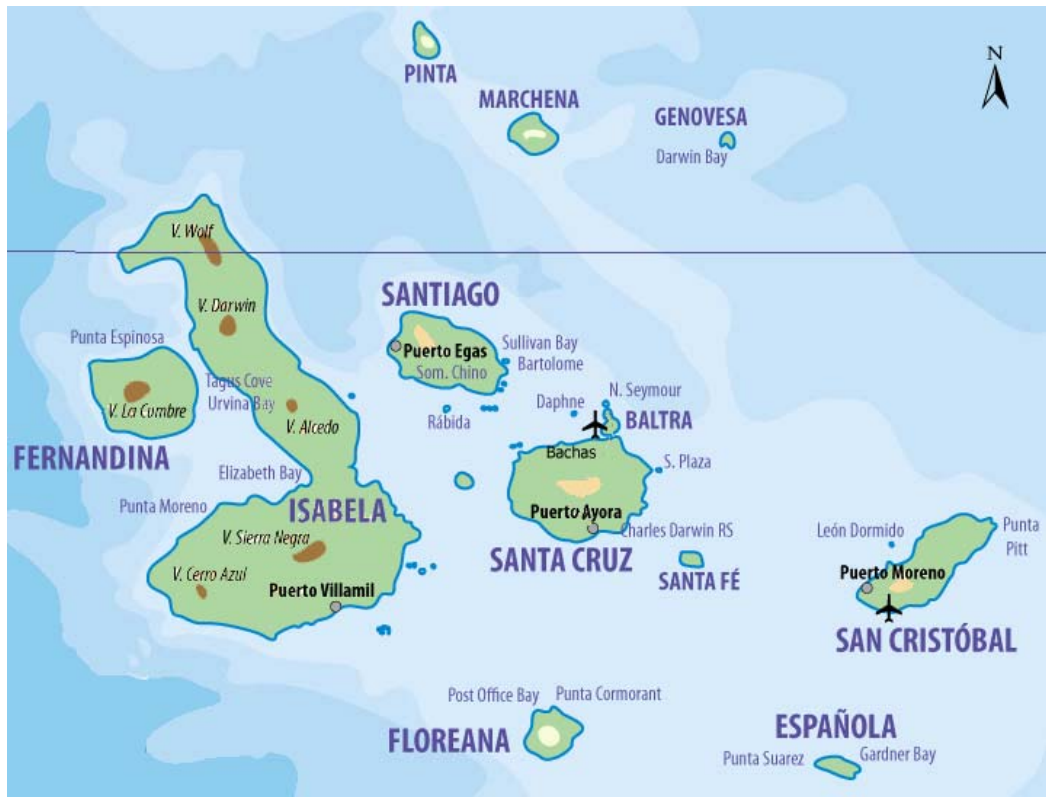 N
PINTA
MARCHENA
GENOVESA
Darwin Bay
V. Wolf
SANTIAGO
V. Darwin
Punta Espinosa
Sullivan Bay
Bartolome
Puerto Egas
Som. Chino
Tagus Cove
Urvina Bay
N. Seymour
Daphne
BALTRA
V. La Cumbre
Rábida
V. Alcedo
FERNANDINA
Bachas
S. Plaza
Elizabeth Bay
Punta Moreno
ISABELA
Puerto Ayora
Charles Darwin RS
V. Sierra Negra
León Dormido
Punta
Pitt
SANTA CRUZ
SANTA FÉ
V. Cerro Azul
Puerto Villamil
Puerto Moreno
SAN CRISTÓBAL
Post Office Bay
Punta Cormorant
FLOREANA
ESPAÑOLA
Punta Suarez
Gardner Bay